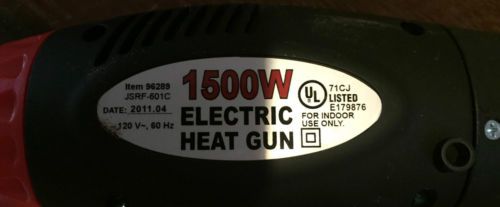 Item 96289
JSRF-601C
DATE: 2011.04
~120 V~, 60 Hz
1500W
ELECTRIC
HEAT GUN
UL
71CJ
LISTED
E179876
FOR INDOOR
USE ONLY.